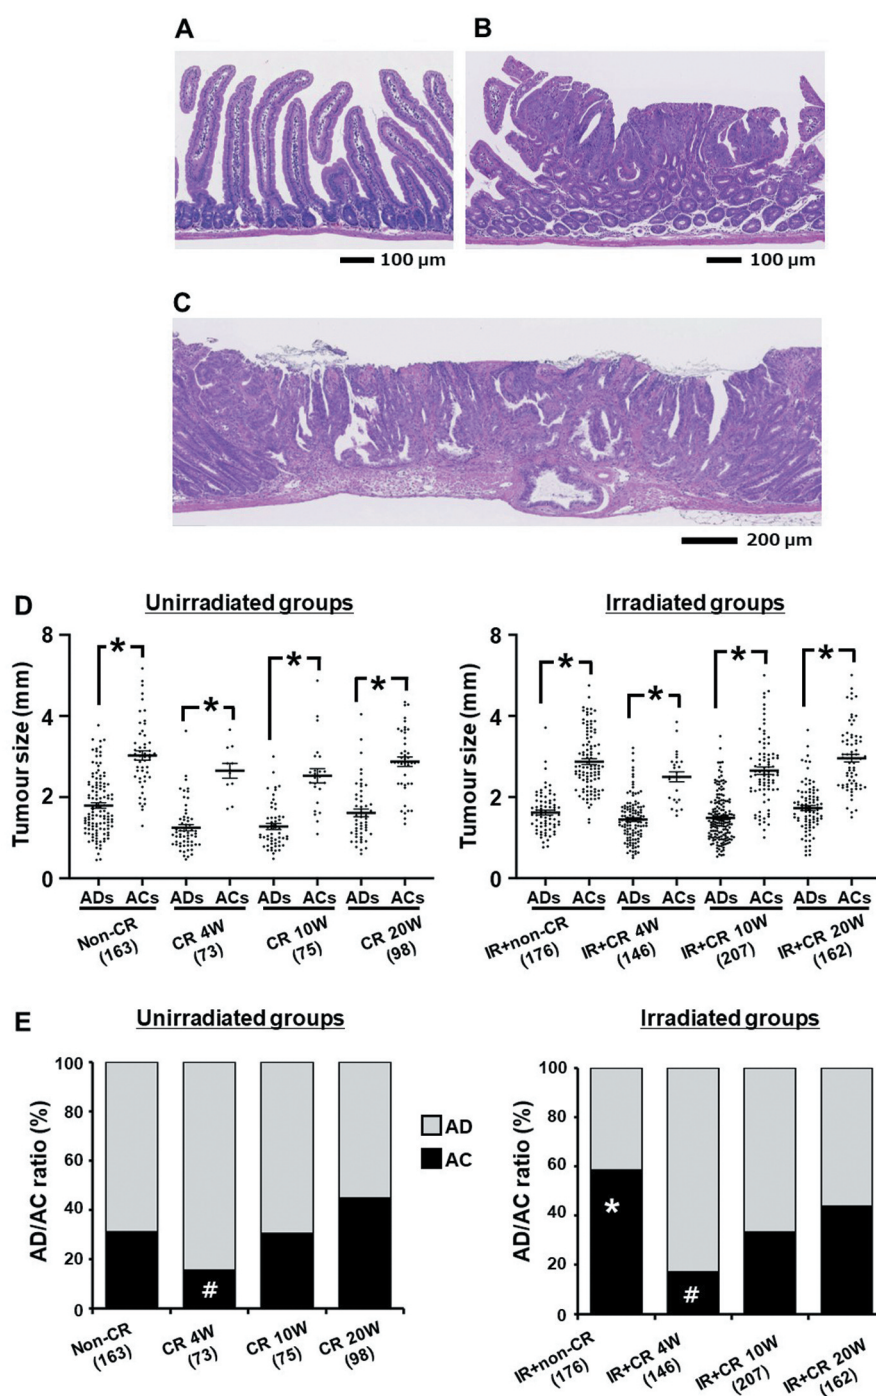 A
B
100 µm
100 µm
C
200 µm
D
Unirradiated groups
Irradiated groups
Tumour size (mm)
8
4
2
0
*
*
*
*
ADs ACs ADs ACs ADs ACs ADs ACs
Non-CR
(163)
CR 4W
(73)
CR 10W
(75)
CR 20W
(98)
Tumour size (mm)
8
4
2
0
*
*
*
*
ADs ACs ADs ACs ADs ACs ADs ACs
IR+non-CR
(176)
IR+CR 4W
(146)
IR+CR 10W
(207)
IR+CR 20W
(162)
E
Unirradiated groups
Irradiated groups
AD/AC ratio (%)
100
80
60
40
20
0
#
Non-CR
(163)
CR 4W
(73)
CR 10W
(75)
CR 20W
(98)
AD
AC
AD/AC ratio (%)
100
80
60
40
20
0
*
#
IR+non-CR
(176)
IR+CR 4W
(146)
IR+CR 10W
(207)
IR+CR 20W
(162)